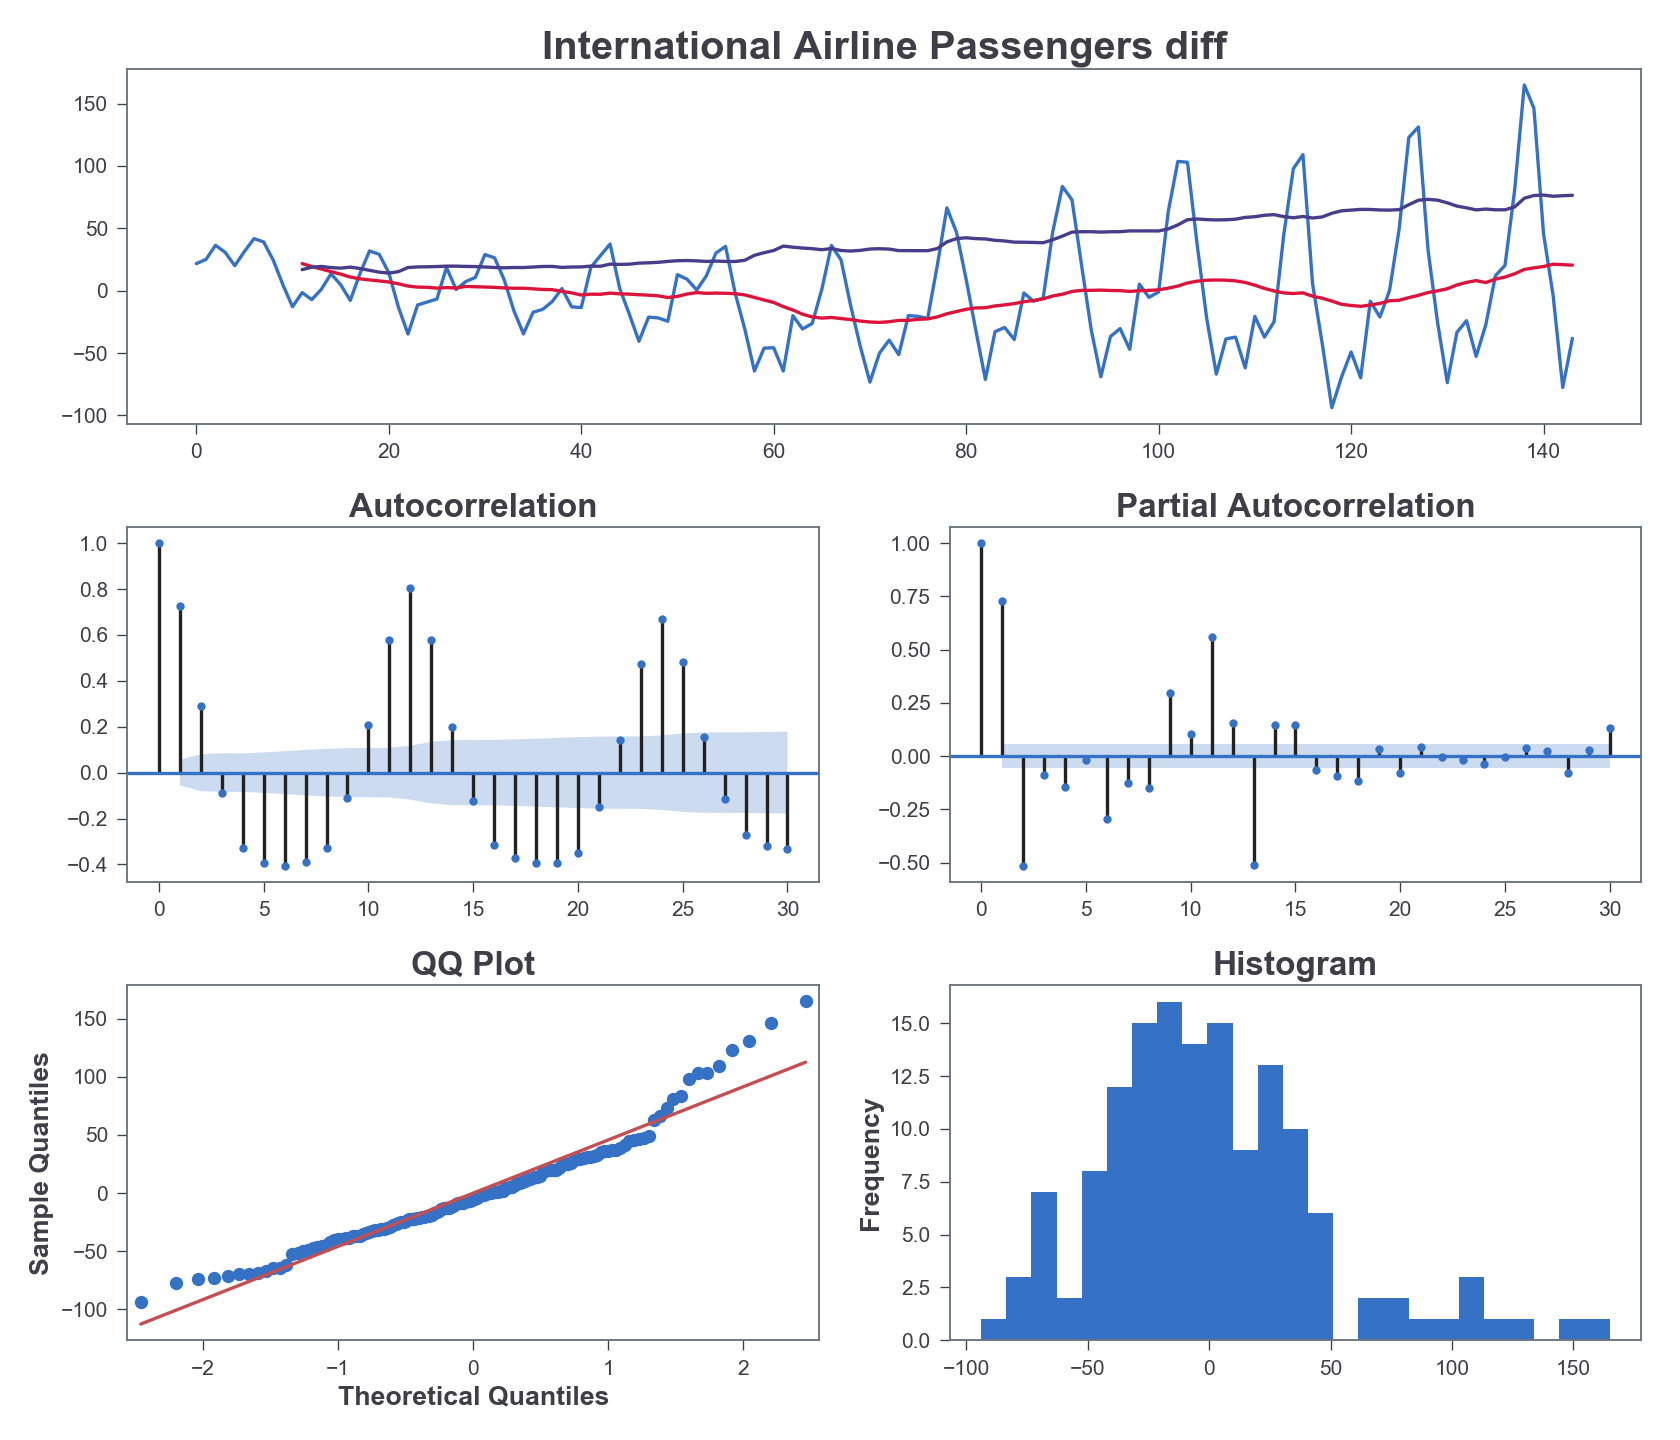 International Airline Passengers diff
150
100
50
0
−50
−100
0 20 40 60 80 100 120 140
Autocorrelation
1.0
0.8
0.6
0.4
0.2
0.0
−0.2
−0.4
0 5 10 15 20 25 30
Partial Autocorrelation
1.00
0.75
0.50
0.25
0.00
−0.25
−0.50
0 5 10 15 20 25 30
QQ Plot
Sample Quantiles
150
100
50
0
−50
−100
−2 −1 0 1 2
Theoretical Quantiles
Histogram
Frequency
15.0
12.5
10.0
7.5
5.0
2.5
0.0
−100 −50 0 50 100 150